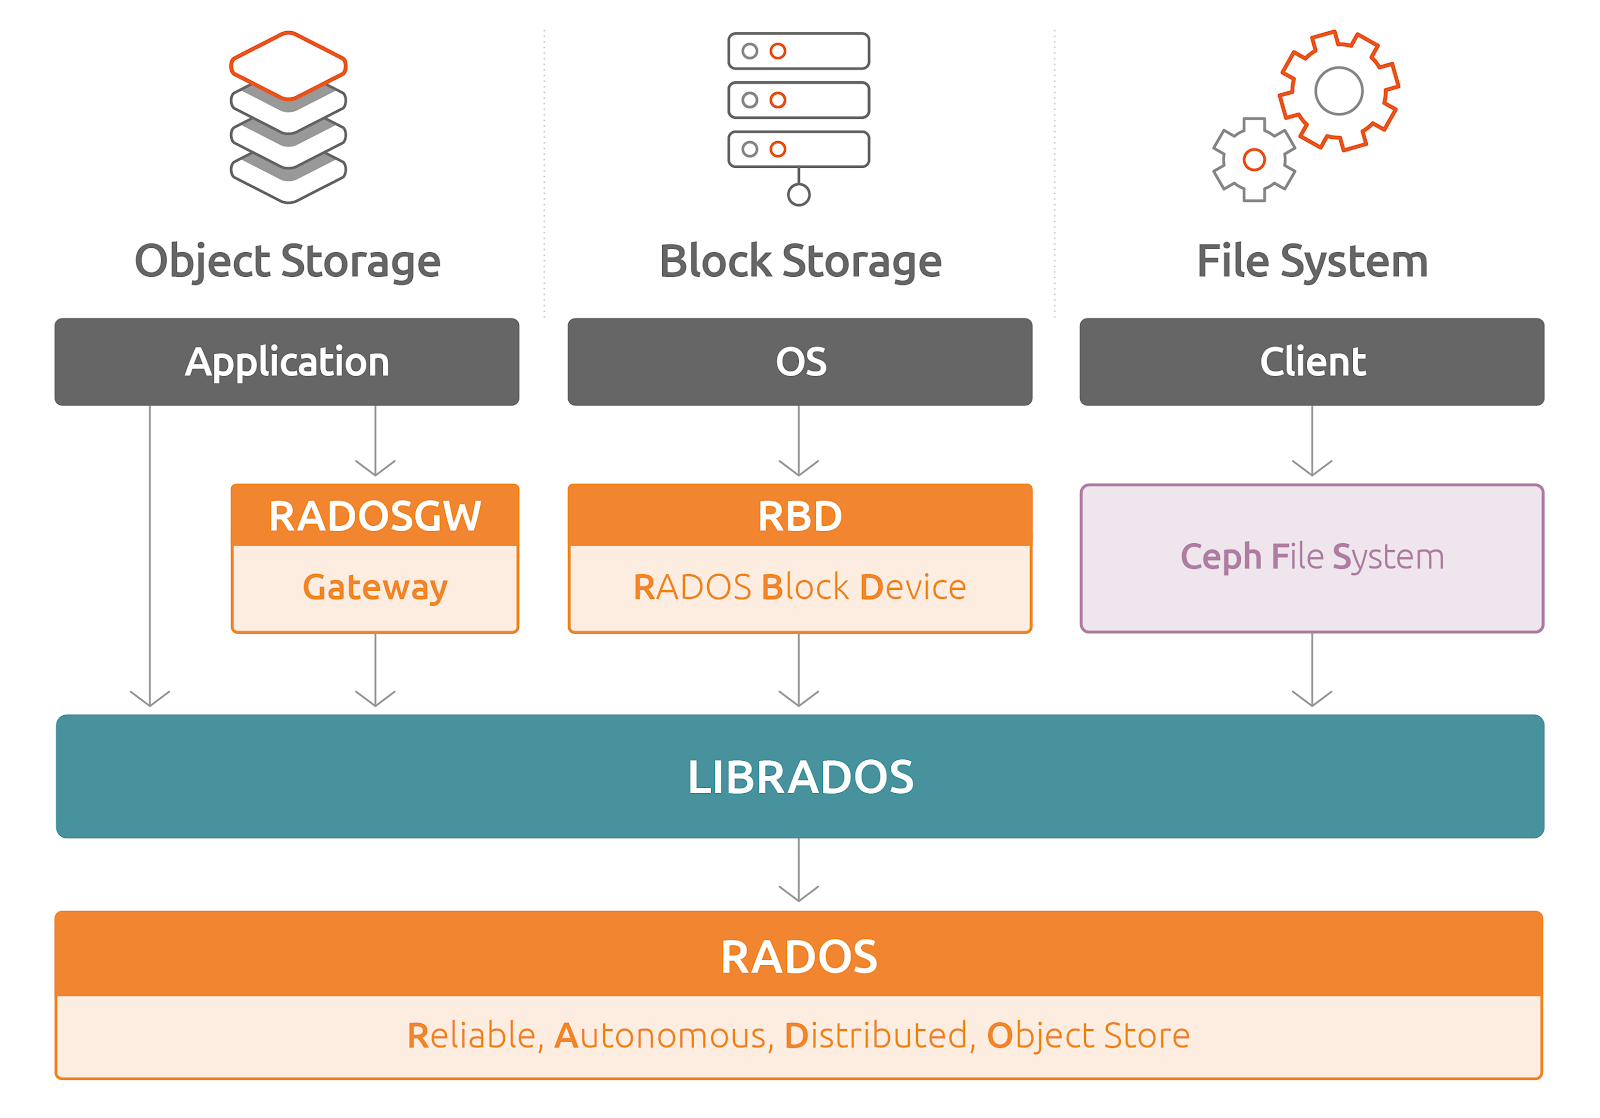 Object Storage
Block Storage
File System
Application
OS
Client
RADOSGW
Gateway
RBD
RADOS Block Device
Ceph File System
LIBRADOS
RADOS
Reliable, Autonomous, Distributed, Object Store